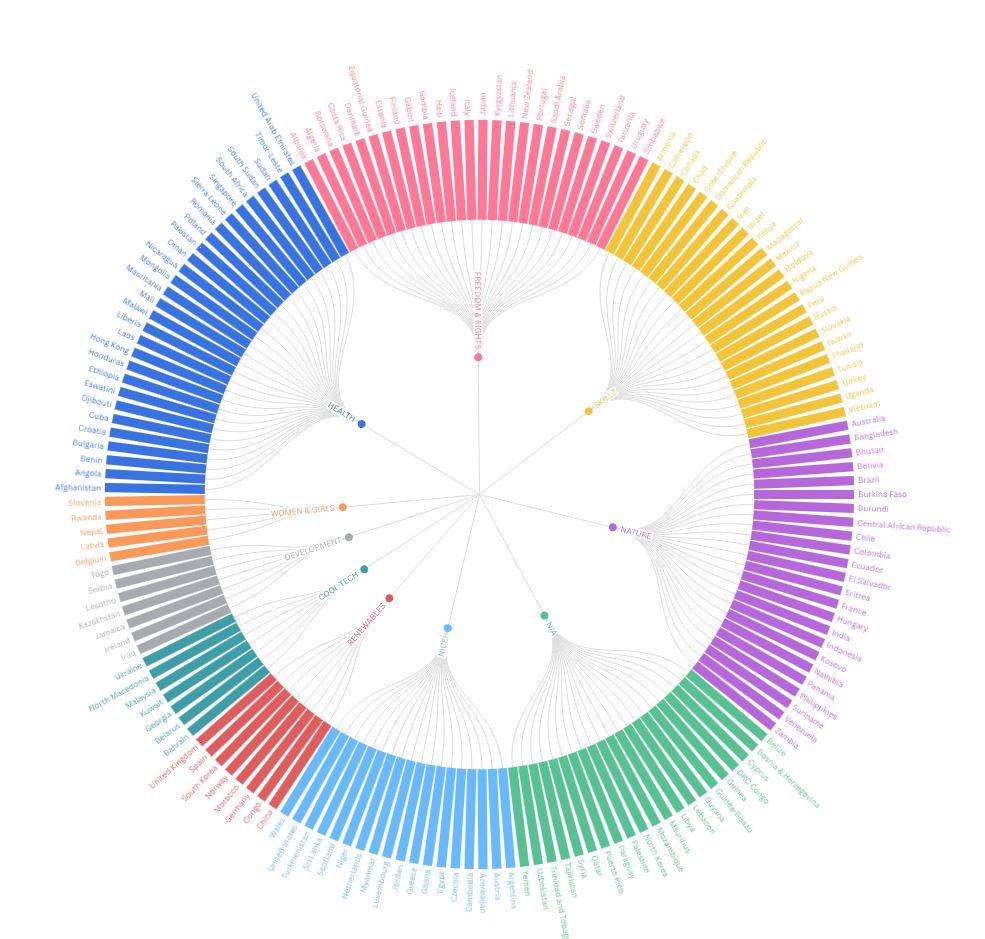 FREEDOM & RIGHTS
Albania
Algeria
Botswana
Costa Rica
Denmark
Equatorial Guinea
Estonia
Finland
Gabon
Gambia
Haiti
Iceland
Italy
Japan
Kyrgyzstan
Lithuania
New Zealand
Portugal
Saudi Arabia
Senegal
Somalia
Sweden
Switzerland
Tanzania
Uruguay
Zimbabwe
SKILLZ
Armenia
Cameroon
Canada
Chad
Cote d'Ivoire
Dominican Republic
Guatemala
Iran
Israel
Kenya
Madagascar
Mexico
Moldova
Nigeria
Papua New Guinea
Peru
Russia
Slovakia
Taiwan
Thailand
Tunisia
Turkey
Uganda
Vietnam
NATURE
Australia
Bangladesh
Bhutan
Bolivia
Brazil
Burkina Faso
Burundi
Central African Republic
Chile
Colombia
Ecuador
El Salvador
Eritrea
France
Hungary
India
Indonesia
Kosovo
Namibia
Panama
Philippines
Suriname
Venezuela
Zambia
N/A
Belize
Bosnia & Herzegovina
Cyprus
DRC Congo
Guinea
Guinea-Bissau
Guyana
Lebanon
Libya
Mauritius
Mozambique
North Korea
Palestine
Paraguay
Puerto Rico
Qatar
Syria
Tajikistan
Trinidad and Tobago
Uzbekistan
Yemen
NICE!
Argentina
Austria
Azerbaijan
Cambodia
Czechia
Egypt
Ghana
Greece
Jordan
Luxembourg
Myanmar
Netherlands
Niger
Scotland
Sri Lanka
Turkmenistan
United States
Wales
RENEWABLES
China
Congo
Germany
Morocco
Norway
South Korea
Spain
United Kingdom
COOL TECH
Bahrain
Belarus
Georgia
Kuwait
Malaysia
North Macedonia
Ukraine
DEVELOPMENT
Iraq
Ireland
Jamaica
Kazakhstan
Lesotho
Serbia
Togo
WOMEN & GIRLS
Belgium
Latvia
Nepal
Rwanda
Slovenia
HEALTH
Afghanistan
Angola
Benin
Bulgaria
Croatia
Cuba
Djibouti
Eswatini
Ethiopia
Honduras
Hong Kong
Laos
Liberia
Malawi
Mali
Mauritania
Mongolia
Nicaragua
Oman
Pakistan
Poland
Romania
Sierra Leone
Singapore
South Africa
South Sudan
Sudan
Timor-Leste
United Arab Emirates